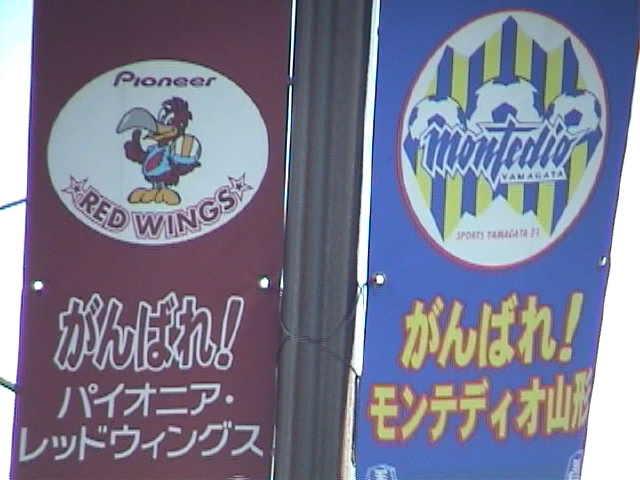 Pioneer
RED WINGS
がんばれ!
パイオニア・
レッドウィングス
Montedio
YAMAGATA
SPORTS YAMAGATA 21
がんばれ!
モンテディオ山形